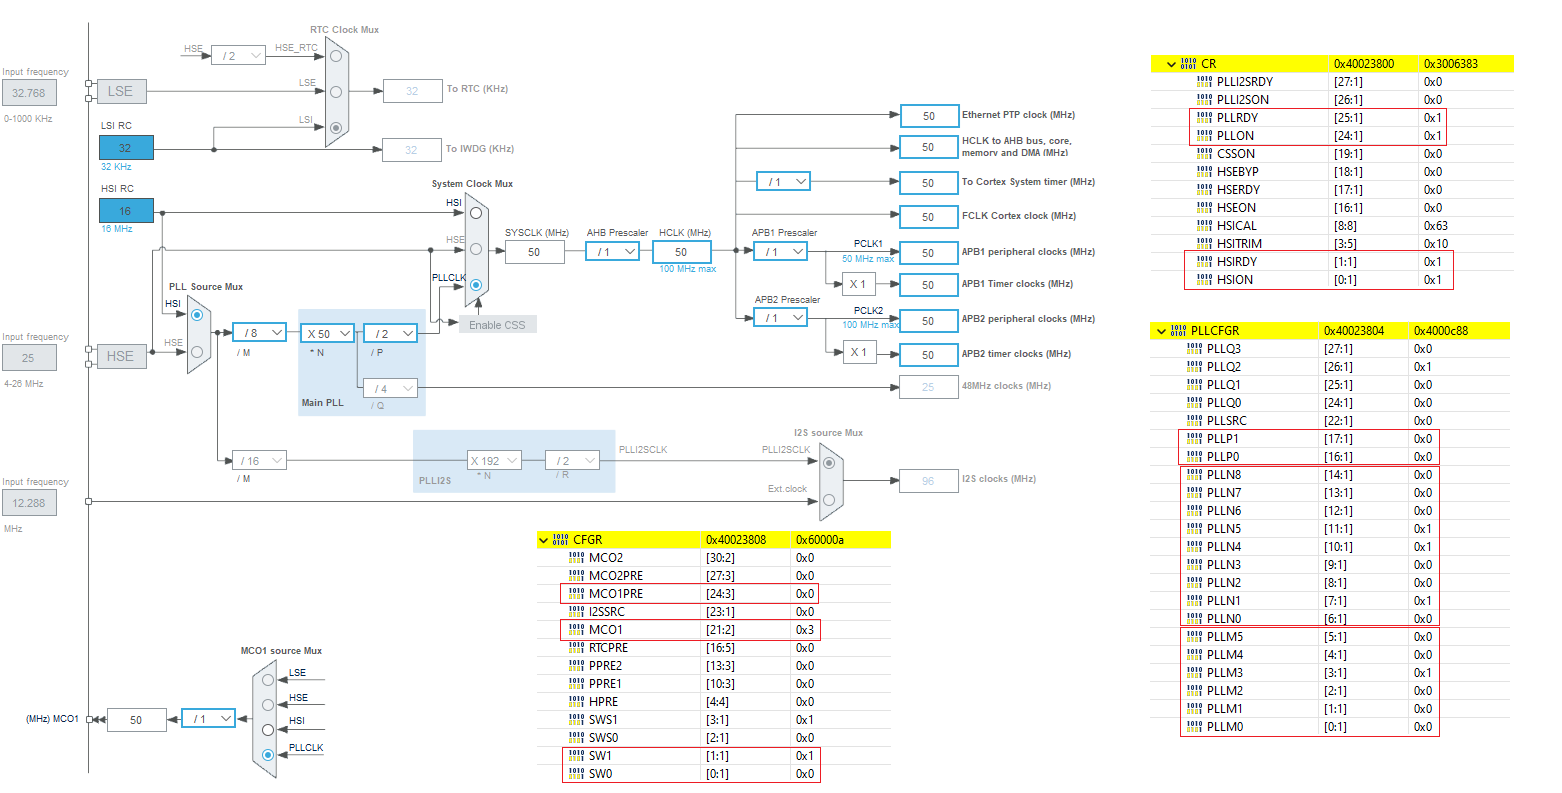 RTC Clock Mux
HSE
/ 2
HSE_RTC
Input frequency
32.768
0-1000 KHz
LSE
LSE
32
To RTC (KHz)
LSI RC
32
32 KHz
LSI
32
To IWDG (KHz)
HSI RC
16
16 MHz
System Clock Mux
HSI
HSE
PLLCLK
SYSCLK (MHz)
50
AHB Prescaler
/ 1
HCLK (MHz)
50
100 MHz max
50
Ethernet PTP clock (MHz)
50
HCLK to AHB bus, core,
memory and DMA (MHz)
/ 1
50
To Cortex System timer (MHz)
50
FCLK Cortex clock (MHz)
APB1 Prescaler
/ 1
PCLK1
50 MHz max
50
APB1 peripheral clocks (MHz)
X 1
50
APB1 Timer clocks (MHz)
APB2 Prescaler
/ 1
PCLK2
100 MHz max
50
APB2 peripheral clocks (MHz)
X 1
50
APB2 timer clocks (MHz)
PLL Source Mux
HSI
HSE
Input frequency
25
4-26 MHz
HSE
/ 8
/ M
X 50
* N
/ 2
/ P
Enable CSS
/ 4
/ Q
Main PLL
25
48MHz clocks (MHz)
/ 16
/ M
X 192
* N
/ 2
/ R
PLLI2S
PLLI2SCLK
I2S source Mux
PLLI2SCLK
Ext.clock
96
I2S clocks (MHz)
Input frequency
12.288
MHz
MCO1 source Mux
LSE
HSE
HSI
PLLCLK
(MHz) MCO1
50
/ 1
CFGR 0x40023808 0x60000a
MCO2 [30:2] 0x0
MCO2PRE [27:3] 0x0
MCO1PRE [24:3] 0x0
I2SSRC [23:1] 0x0
MCO1 [21:2] 0x3
RTCPRE [16:5] 0x0
PPRE2 [13:3] 0x0
PPRE1 [10:3] 0x0
HPRE [4:4] 0x0
SWS1 [3:1] 0x1
SWS0 [2:1] 0x0
SW1 [1:1] 0x1
SW0 [0:1] 0x0
CR 0x40023800 0x3006383
PLLI2SRDY [27:1] 0x0
PLLI2SON [26:1] 0x0
PLLRDY [25:1] 0x1
PLLON [24:1] 0x1
CSSON [19:1] 0x0
HSEBYP [18:1] 0x0
HSERDY [17:1] 0x0
HSEON [16:1] 0x0
HSICAL [8:8] 0x63
HSITRIM [3:5] 0x10
HSIRDY [1:1] 0x1
HSION [0:1] 0x1
PLLCFGR 0x40023804 0x4000c88
PLLQ3 [27:1] 0x0
PLLQ2 [26:1] 0x1
PLLQ1 [25:1] 0x0
PLLQ0 [24:1] 0x0
PLLSRC [22:1] 0x0
PLLP1 [17:1] 0x0
PLLP0 [16:1] 0x0
PLLN8 [14:1] 0x0
PLLN7 [13:1] 0x0
PLLN6 [12:1] 0x0
PLLN5 [11:1] 0x1
PLLN4 [10:1] 0x1
PLLN3 [9:1] 0x0
PLLN2 [8:1] 0x0
PLLN1 [7:1] 0x1
PLLN0 [6:1] 0x0
PLLM5 [5:1] 0x0
PLLM4 [4:1] 0x0
PLLM3 [3:1] 0x1
PLLM2 [2:1] 0x0
PLLM1 [1:1] 0x0
PLLM0 [0:1] 0x0